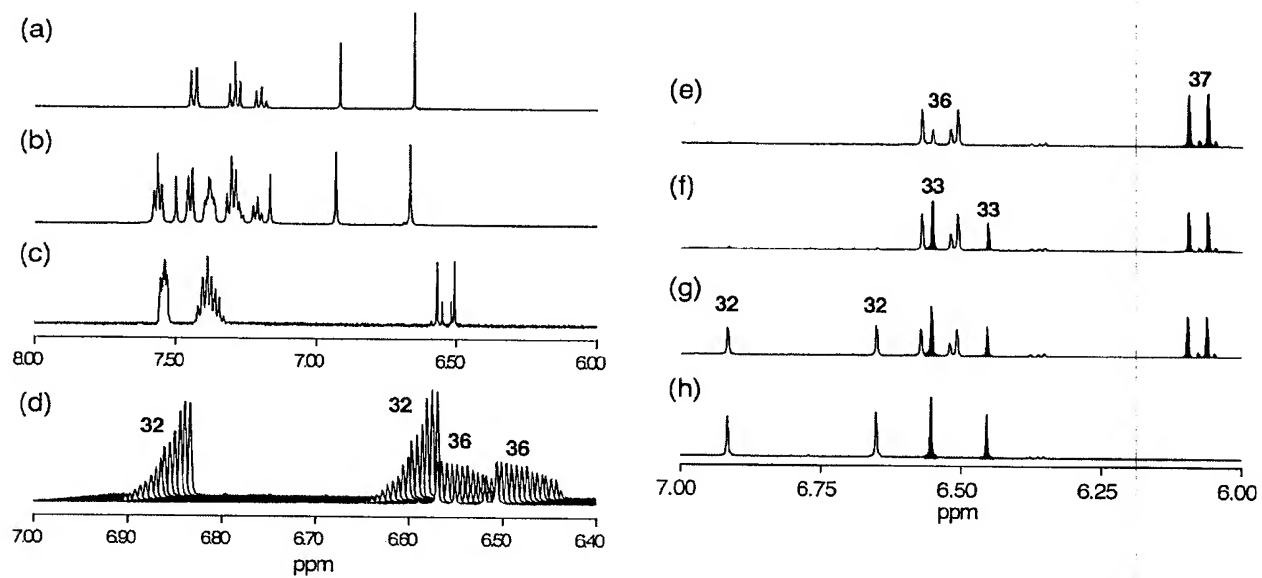 (a)
(b)
(c)
8.00 7.50 7.00 6.50 6.00
(d)
32 32 36 36
7.00 6.90 6.80 6.70 6.60 6.50 6.40
ppm
(e)
36 37
(f)
33 33
(g)
32 32
(h)
7.00 6.75 6.50 6.25 6.00
ppm